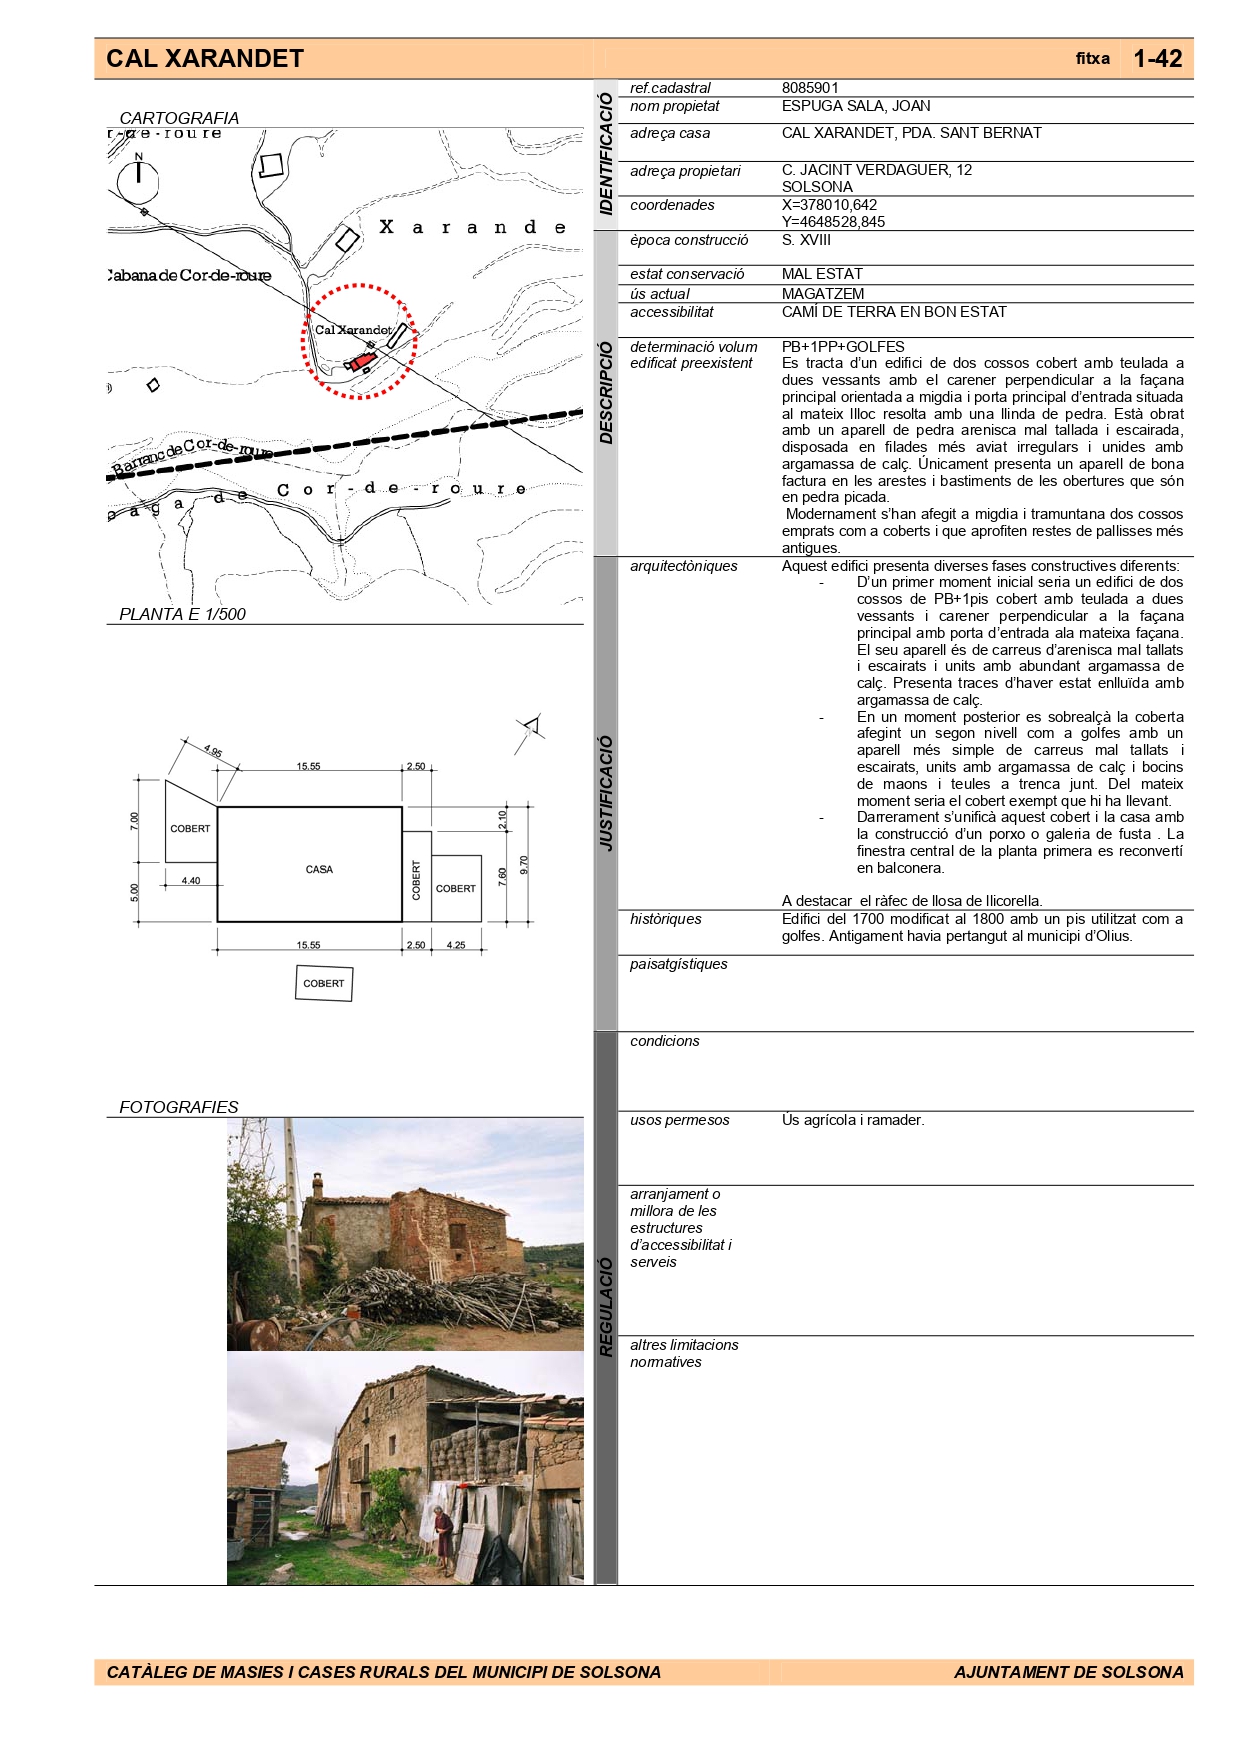 CAL XARANDET
fitxa 1-42
CARTOGRAFIA
r-de-roure
N
Xarande
Cabana de Cor-de-roure
Cal Xarandet
Barranc de Cor-de-roure
de Cor-de-roure
PLANTA E 1/500
4.95
15.55
2.50
7.00
COBERT
2.10
CASA
COBERT
COBERT
7.60
9.70
4.40
5.00
15.55
2.50
4.25
COBERT
FOTOGRAFIES
IDENTIFICACIÓ
ref.cadastral 8085901
nom propietat ESPUGA SALA, JOAN
adreça casa CAL XARANDET, PDA. SANT BERNAT
adreça propietari C. JACINT VERDAGUER, 12
SOLSONA
coordenades X=378010,642
Y=4648528,845
DESCRIPCIÓ
època construcció S. XVIII
estat conservació MAL ESTAT
ús actual MAGATZEM
accessibilitat CAMÍ DE TERRA EN BON ESTAT
determinació volum PB+1PP+GOLFES
edificat preexistent Es tracta d'un edifici de dos cossos cobert amb teulada a
dues vessants amb el carener perpendicular a la façana
principal orientada a migdia i porta principal d'entrada situada
al mateix llloc resolta amb una llinda de pedra. Està obrat
amb un aparell de pedra arenisca mal tallada i escairada,
disposada en filades més aviat irregulars i unides amb
argamassa de calç. Únicament presenta un aparell de bona
factura en les arestes i bastiments de les obertures que són
en pedra picada.
Modernament s'han afegit a migdia i tramuntana dos cossos
emprats com a coberts i que aprofiten restes de pallisses més
antigues.
JUSTIFICACIÓ
arquitectòniques Aquest edifici presenta diverses fases constructives diferents:
- D'un primer moment inicial seria un edifici de dos
cossos de PB+1pis cobert amb teulada a dues
vessants i carener perpendicular a la façana
principal amb porta d'entrada ala mateixa façana.
El seu aparell és de carreus d'arenisca mal tallats
i escairats i units amb abundant argamassa de
calç. Presenta traces d'haver estat enlluïda amb
argamassa de calç.
- En un moment posterior es sobrealçà la coberta
afegint un segon nivell com a golfes amb un
aparell més simple de carreus mal tallats i
escairats, units amb argamassa de calç i bocins
de maons i teules a trenca junt. Del mateix
moment seria el cobert exempt que hi ha llevant.
- Darrerament s'unificà aquest cobert i la casa amb
la construcció d'un porxo o galeria de fusta . La
finestra central de la planta primera es reconvertí
en balconera.
A destacar el ràfec de llosa de llicorella.
històriques Edifici del 1700 modificat al 1800 amb un pis utilitzat com a
golfes. Antigament havia pertangut al municipi d'Olius.
paisatgístiques
REGULACIÓ
condicions
usos permesos Ús agrícola i ramader.
arranjament o
millora de les
estructures
d'accessibilitat i
serveis
altres limitacions
normatives
CATÀLEG DE MASIES I CASES RURALS DEL MUNICIPI DE SOLSONA
AJUNTAMENT DE SOLSONA